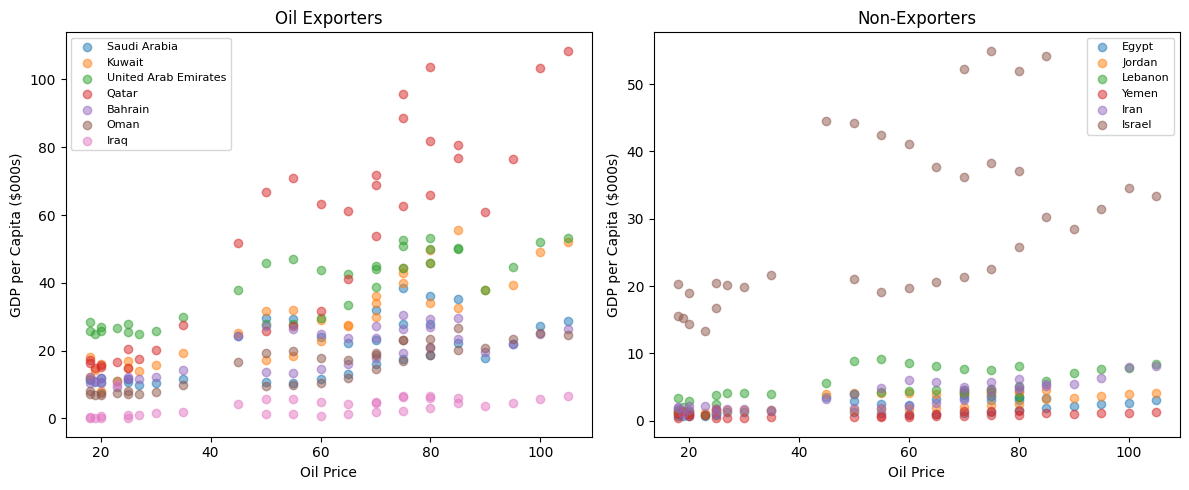 Oil Exporters
GDP per Capita ($000s)
100
80
60
40
20
0
Saudi Arabia
Kuwait
United Arab Emirates
Qatar
Bahrain
Oman
Iraq
20
40
60
80
100
Oil Price
Non-Exporters
GDP per Capita ($000s)
50
40
30
20
10
0
Egypt
Jordan
Lebanon
Yemen
Iran
Israel
20
40
60
80
100
Oil Price